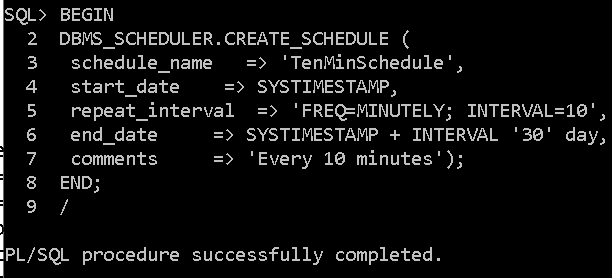 SQL> BEGIN
2 DBMS_SCHEDULER.CREATE_SCHEDULE (
3 schedule_name => 'TenMinSchedule',
4 start_date => SYSTIMESTAMP,
5 repeat_interval => 'FREQ=MINUTELY; INTERVAL=10',
6 end_date => SYSTIMESTAMP + INTERVAL '30' day,
7 comments => 'Every 10 minutes');
8 END;
9 /
PL/SQL procedure successfully completed.